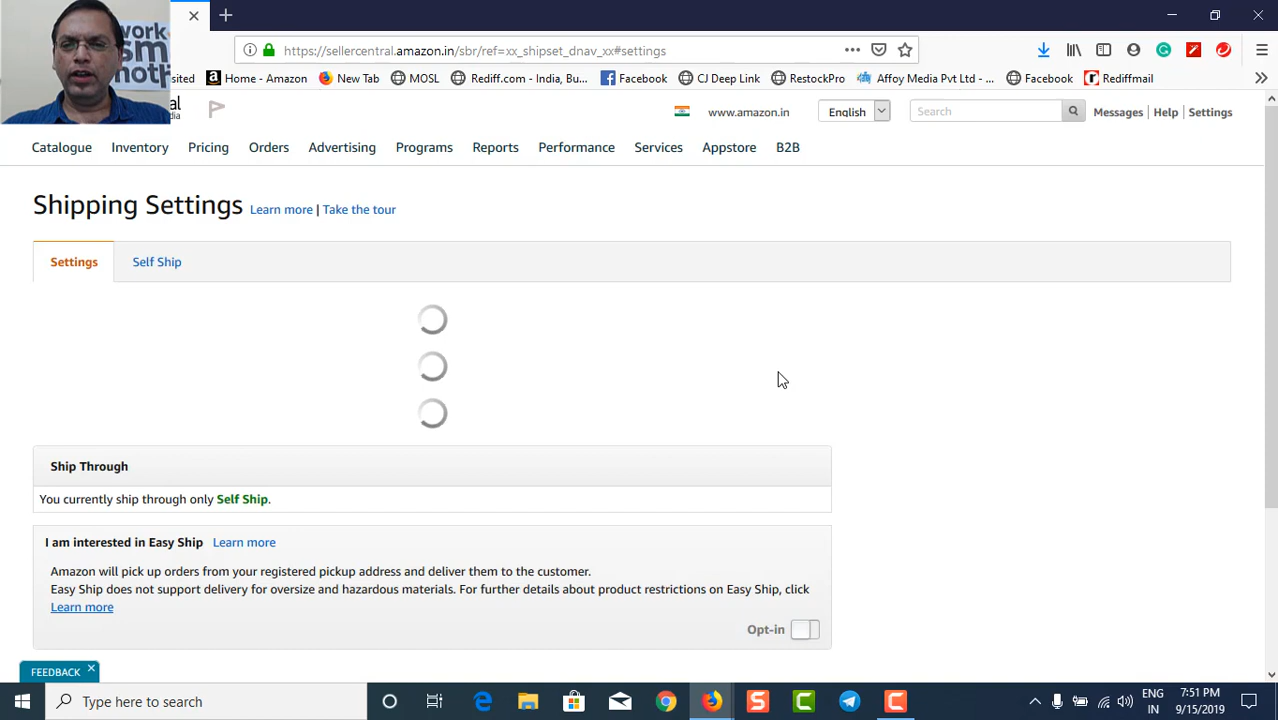 work
sm
moth
https://sellercentral.amazon.in/sbr/ref=xx_shipset_dnav_xx#settings
isited
Home - Amazon
New Tab
MOSL
Rediff.com - India, Bu...
Facebook
CJ Deep Link
RestockPro
Affoy Media Pvt Ltd - ...
Facebook
Rediffmail
al
dia
www.amazon.in
English
Search
Messages | Help | Settings
Catalogue Inventory Pricing Orders Advertising Programs Reports Performance Services Appstore B2B
Shipping Settings Learn more | Take the tour
Settings
Self Ship
Ship Through
You currently ship through only Self Ship.
I am interested in Easy Ship Learn more
Amazon will pick up orders from your registered pickup address and deliver them to the customer.
Easy Ship does not support delivery for oversize and hazardous materials. For further details about product restrictions on Easy Ship, click
Learn more
Opt-in
FEEDBACK
Type here to search
ENG
IN
7:51 PM
9/15/2019